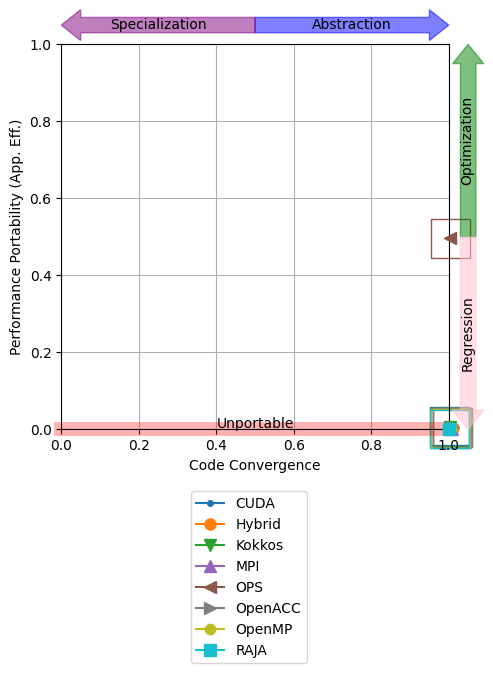 Specialization Abstraction
1.0
0.8
0.6
0.4
0.2
0.0
Performance Portability (App. Eff.)
Optimization
Regression
Unportable
0.0 0.2 0.4 0.6 0.8 1.0
Code Convergence
CUDA
Hybrid
Kokkos
MPI
OPS
OpenACC
OpenMP
RAJA